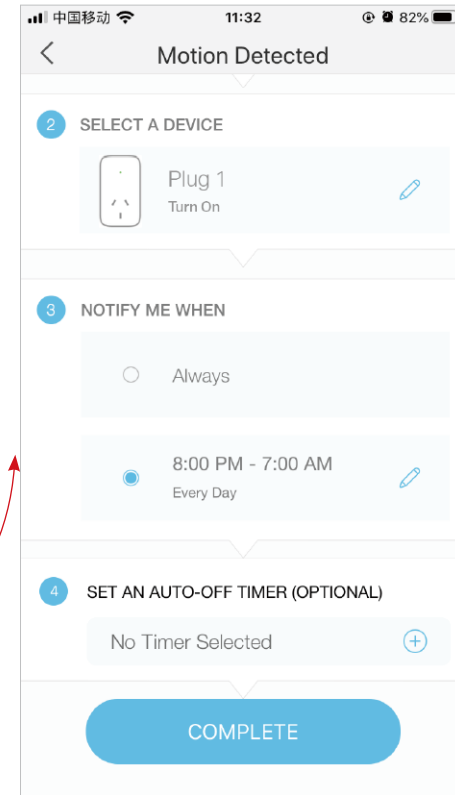 中国移动 11:32 82%
Motion Detected
2 SELECT A DEVICE
Plug 1
Turn On
3 NOTIFY ME WHEN
Always
8:00 PM - 7:00 AM
Every Day
4 SET AN AUTO-OFF TIMER (OPTIONAL)
No Timer Selected
COMPLETE